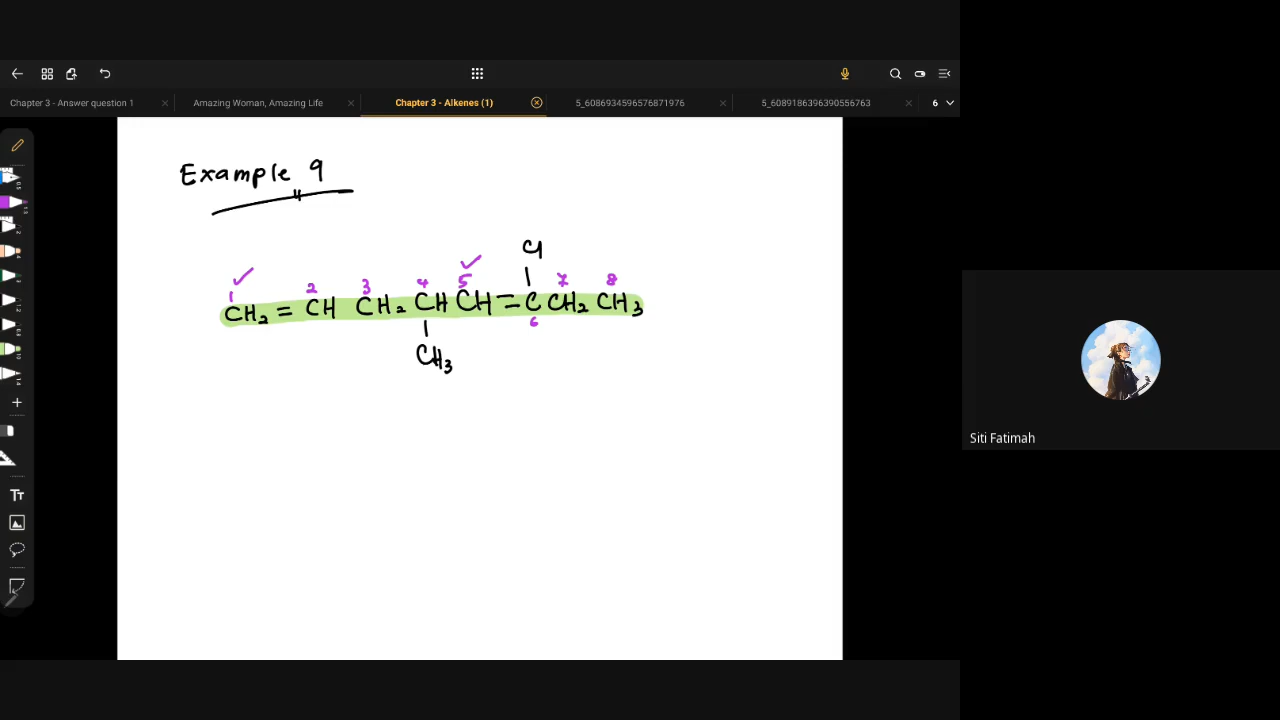 Chapter 3 - Answer question 1
Amazing Woman, Amazing Life
Chapter 3 - Alkenes (1)
5_6086934596576871976
5_6089186396390556763
6
Example 9
Cl
1 2 3 4 5 7 8
CH₂ = CH CH₂ CH CH = C CH₂ CH₃
6
CH₃
Tт
Siti Fatimah